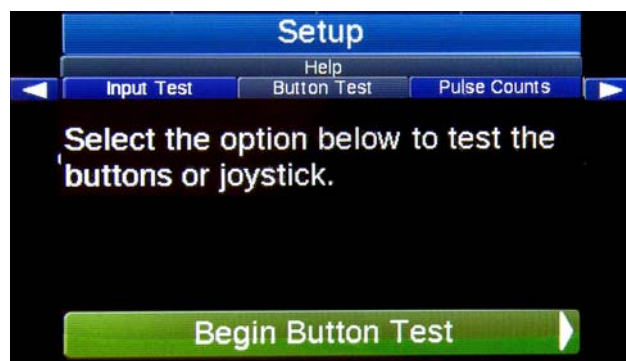 Setup
Help
Input Test
Button Test
Pulse Counts
Select the option below to test the
buttons or joystick.
Begin Button Test